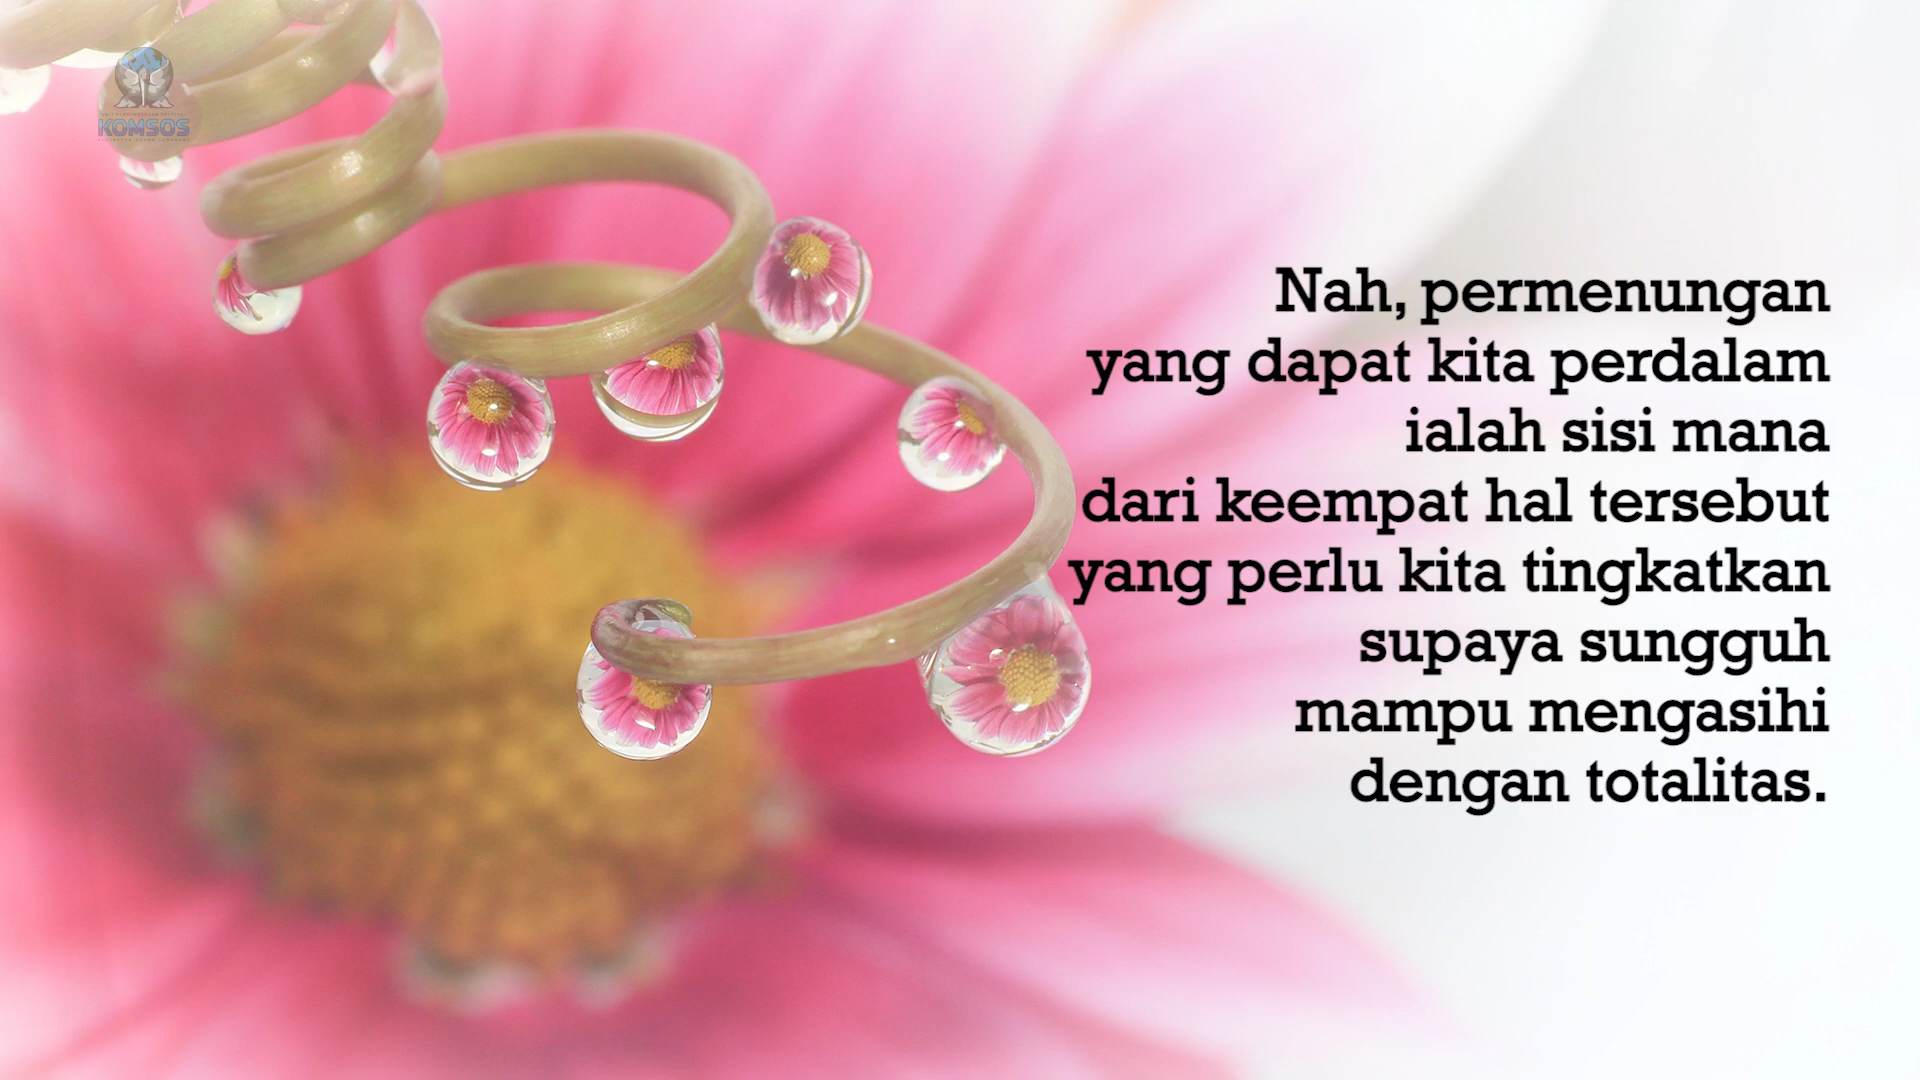 KOMSOS
Nah, permenungan
yang dapat kita perdalam
ialah sisi mana
dari keempat hal tersebut
yang perlu kita tingkatkan
supaya sungguh
mampu mengasihi
dengan totalitas.